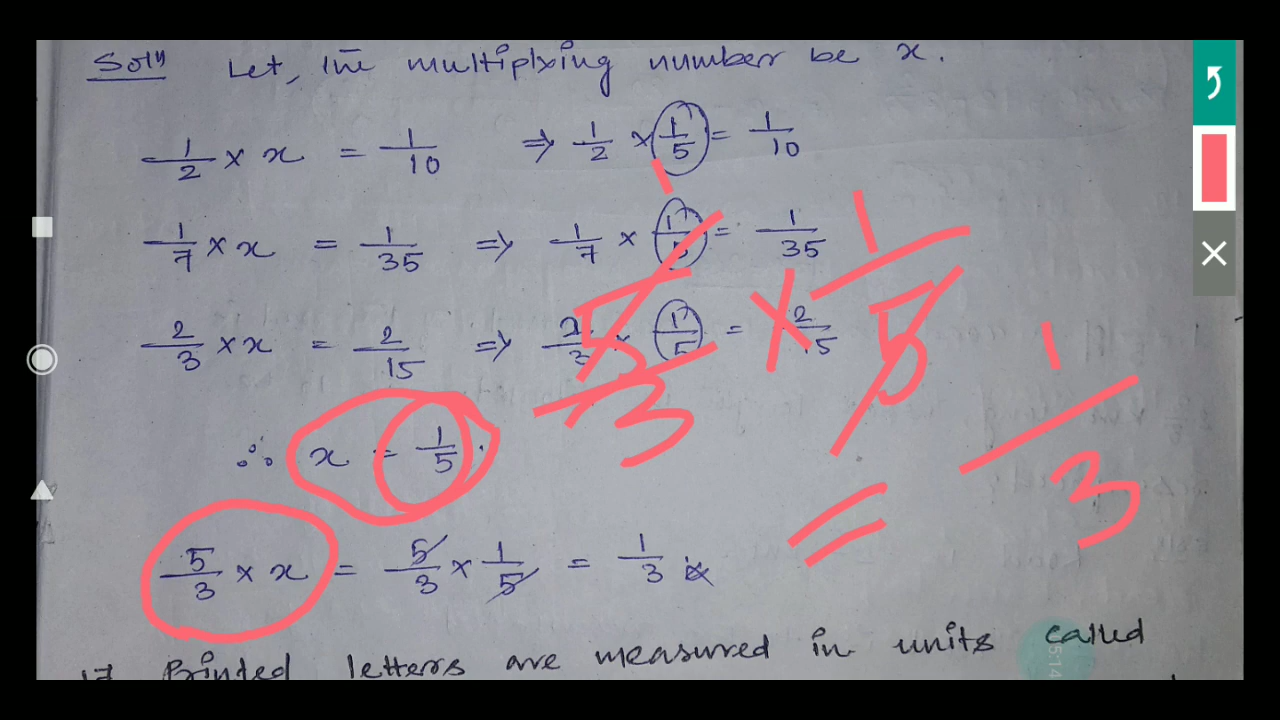 Soln Let, the multiplying number be x.
1/2 × x = 1/10 ⇒ 1/2 × 1/5 = 1/10
1/7 × x = 1/35 ⇒ 1/7 × 1/5 = 1/35
2/3 × x = 2/15 ⇒ 2/3 × 1/5 = 2/15
∴ x = 1/5.
5/3 × 1/5 = 1/3
5/3 × x = 5/3 × 1/5 = 1/3
17 Printed letters are measured in units called